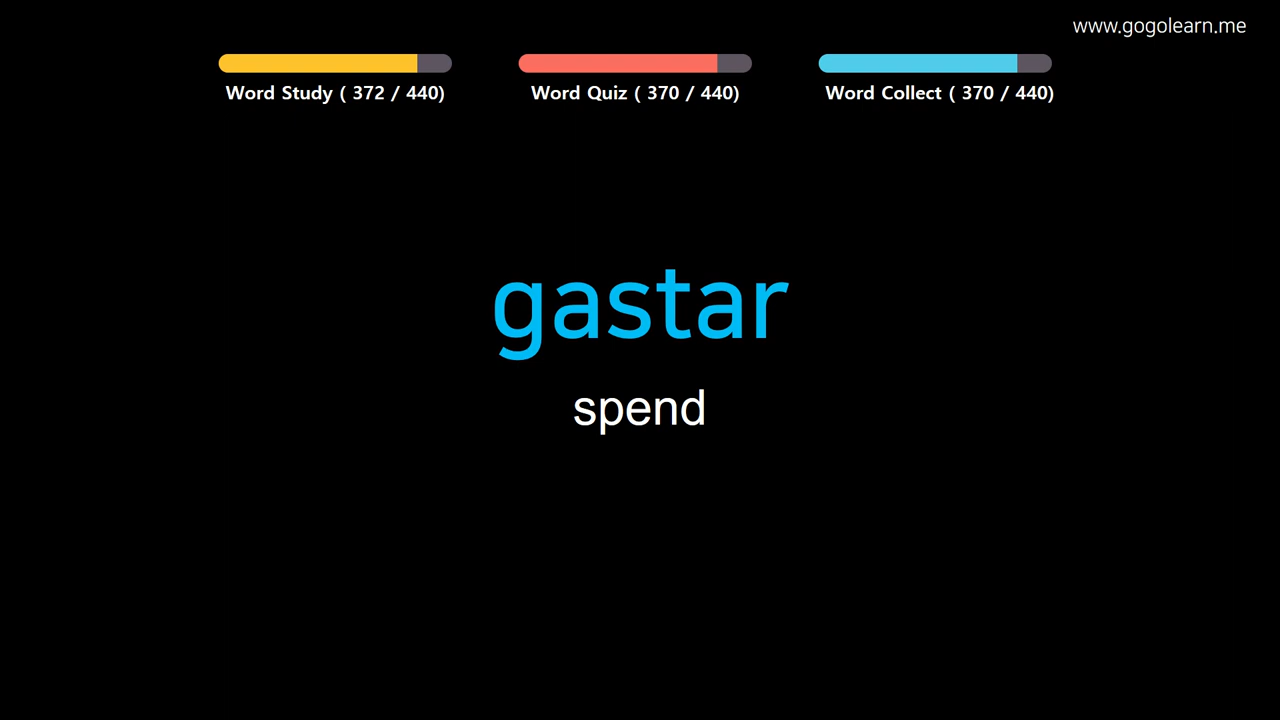 www.gogolearn.me
Word Study ( 372 / 440)
Word Quiz ( 370 / 440)
Word Collect ( 370 / 440)
gastar
spend